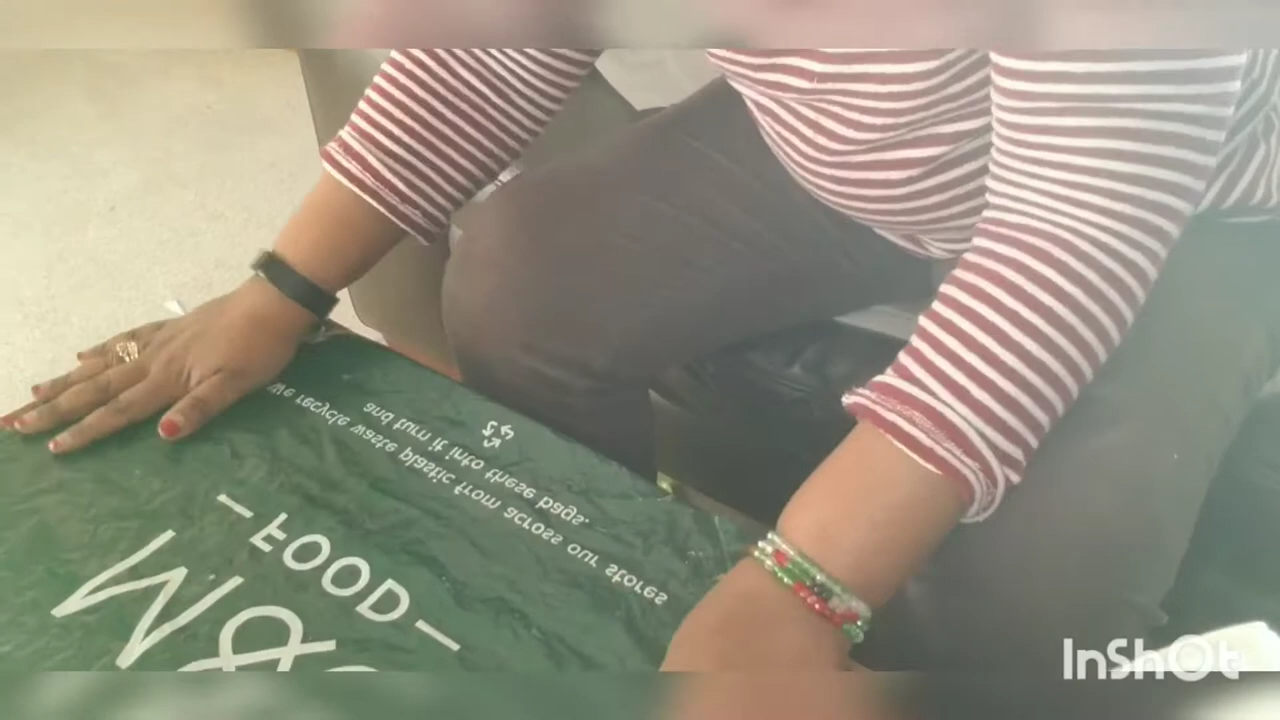 M&
— FOOD —
We recycle waste plastic from across our stores
and turn it into these bags.
InShOt